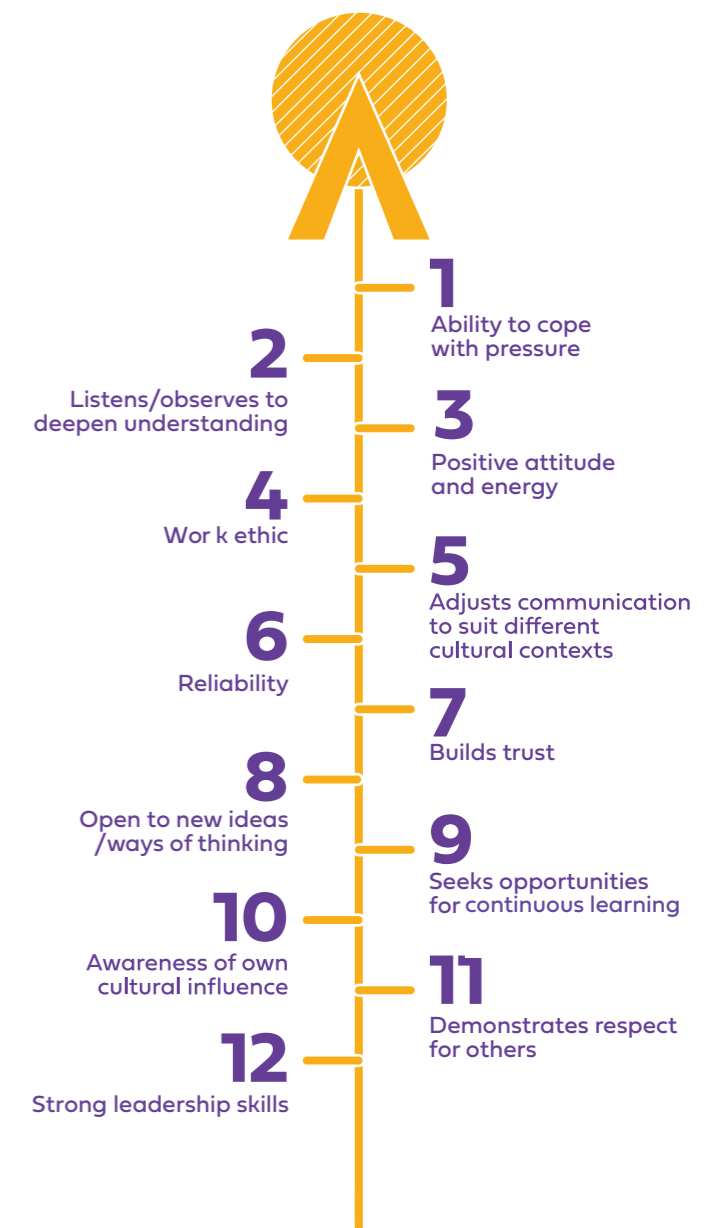 1
Ability to cope
with pressure
2
Listens/observes to
deepen understanding
3
Positive attitude
and energy
4
Wor k ethic
5
Adjusts communication
to suit different
cultural contexts
6
Reliability
7
Builds trust
8
Open to new ideas
/ways of thinking
9
Seeks opportunities
for continuous learning
10
Awareness of own
cultural influence
11
Demonstrates respect
for others
12
Strong leadership skills